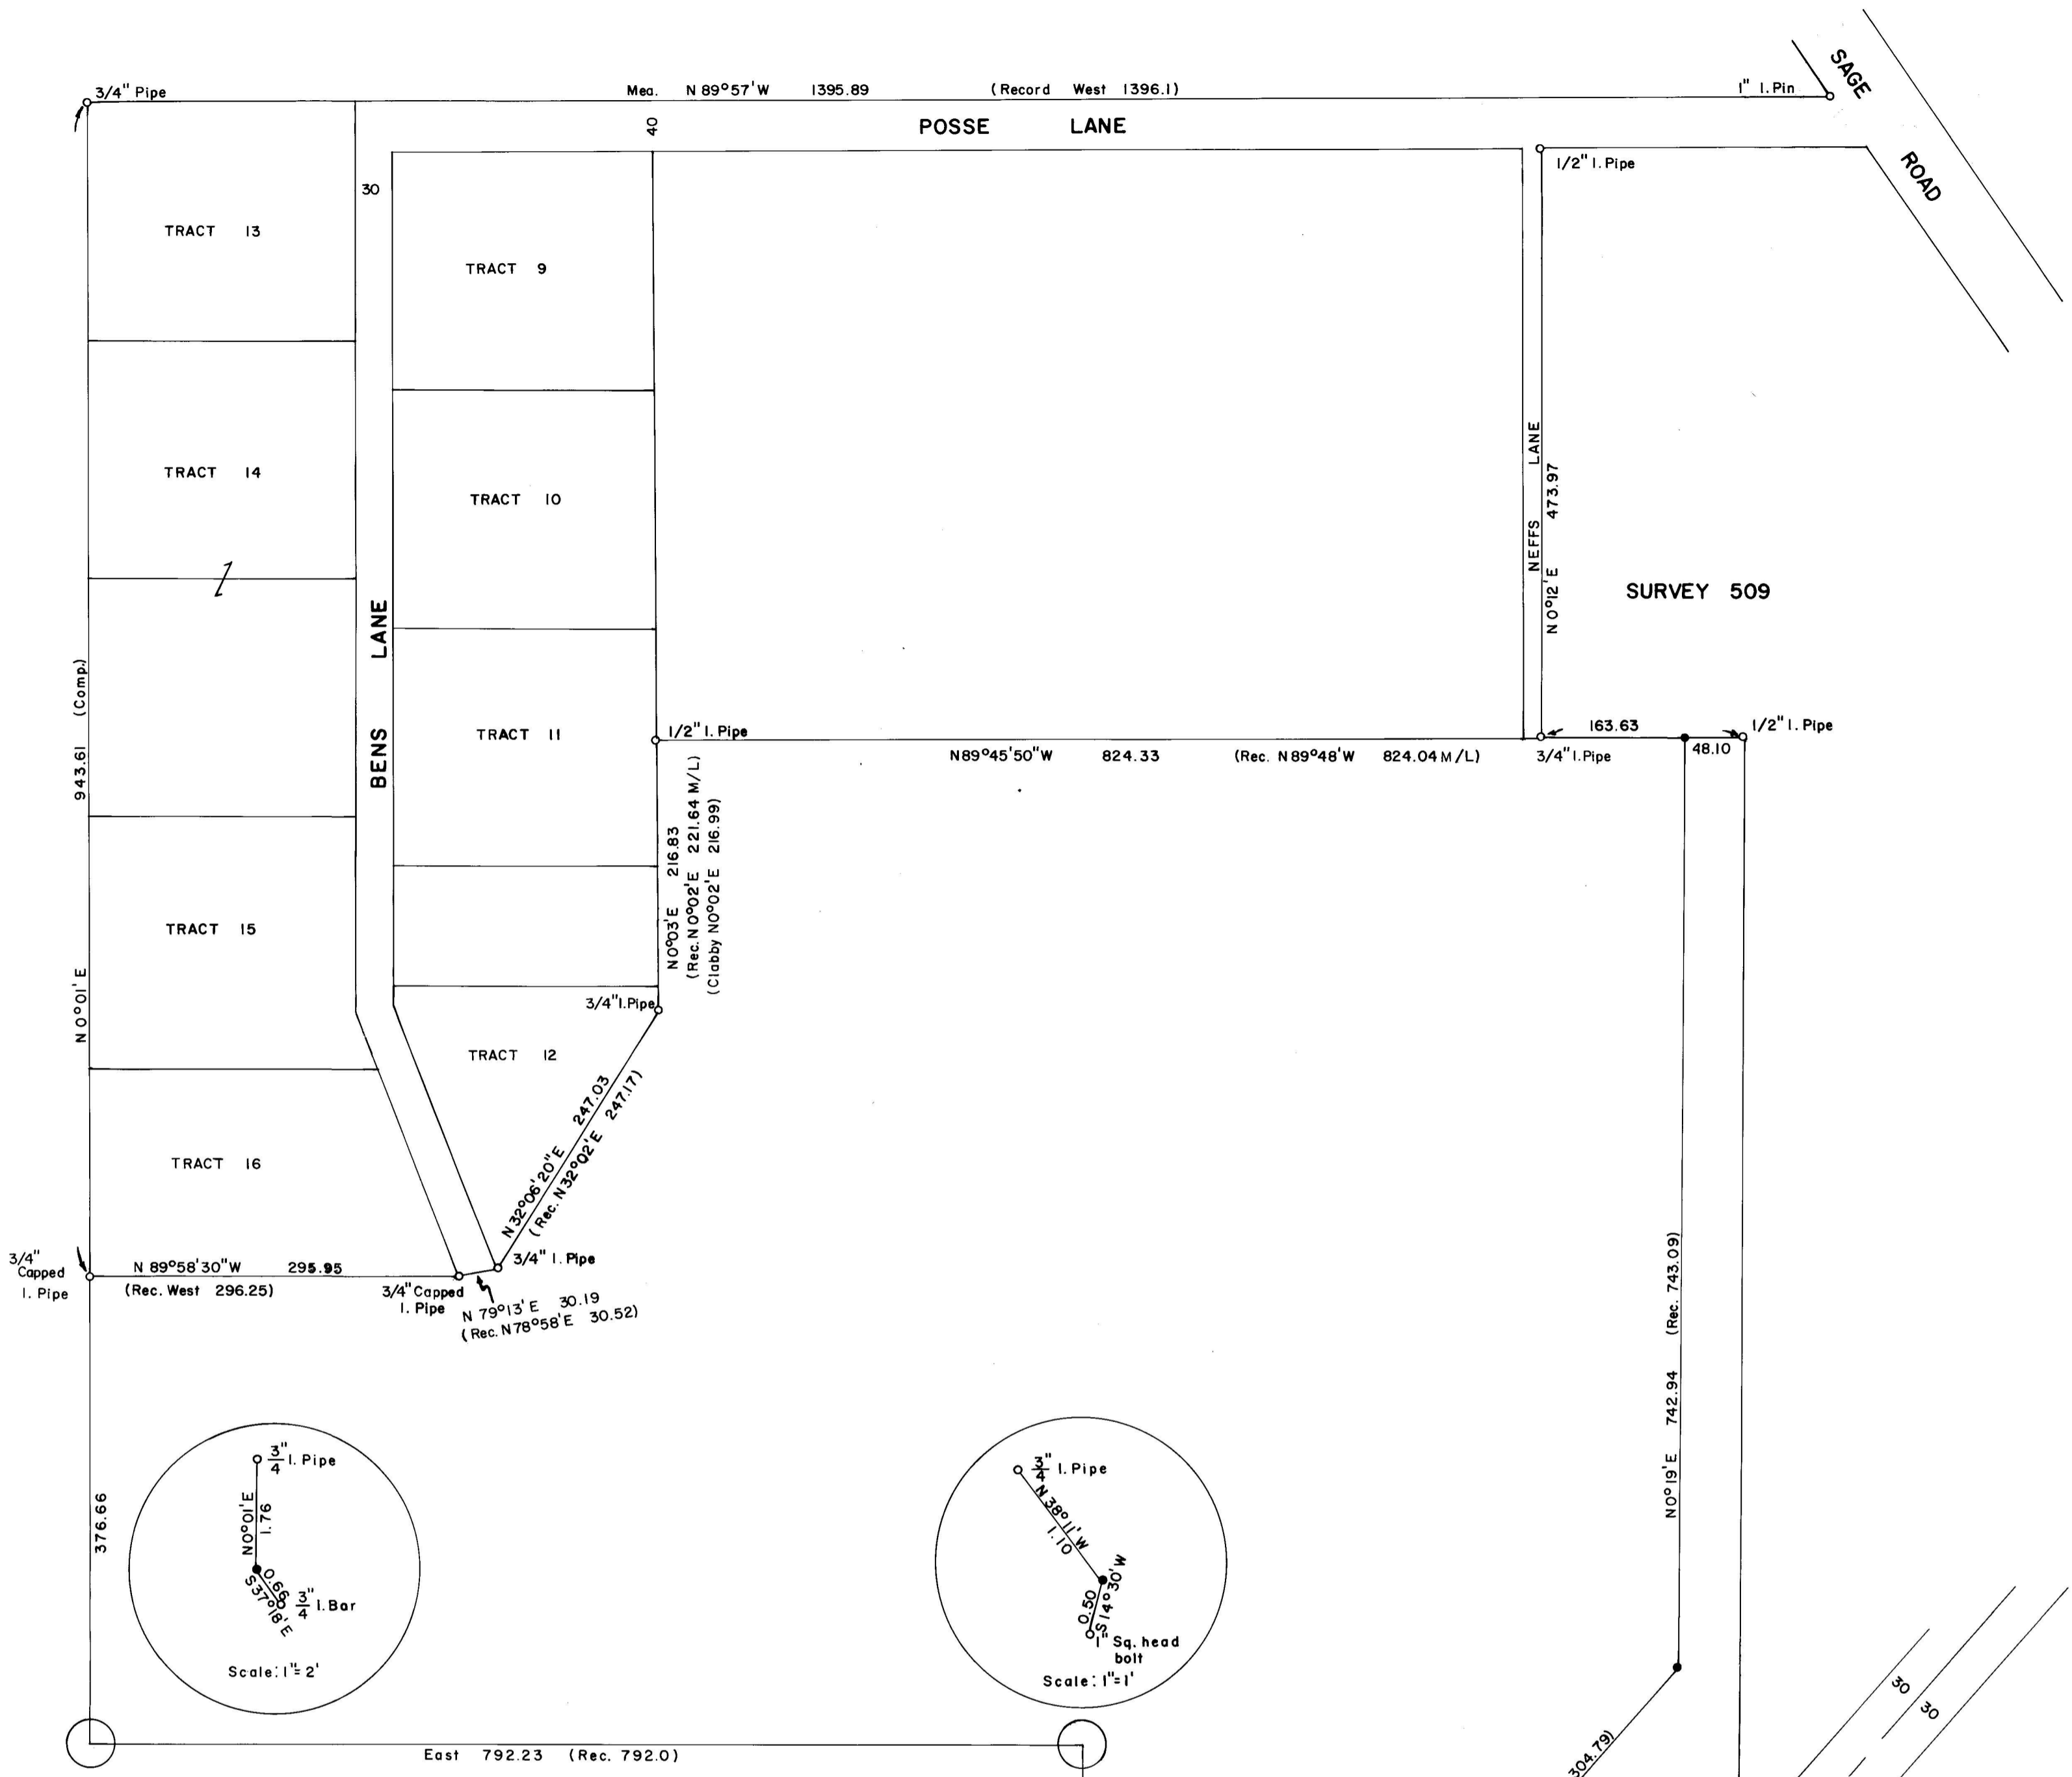 3/4" Pipe
Mea. N 89°57'W 1395.89 (Record West 1396.1)
1" I. Pin
SAGE
ROAD
40
POSSE LANE
1/2" I. Pipe
30
TRACT 13
TRACT 9
TRACT 14
TRACT 10
NEFFS LANE
N 0°12'E 473.97
SURVEY 509
BENS LANE
N 0°01'E 943.61 (Comp.)
TRACT 11
1/2" I. Pipe
N89°45'50"W 824.33 (Rec. N89°48'W 824.04 M/L)
163.63
3/4" I. Pipe
48.10
1/2" I. Pipe
N0°03'E 216.83
(Rec. N0°02'E 221.64 M/L)
(Clabby N0°02'E 216.99)
TRACT 15
3/4" I. Pipe
TRACT 12
N 32°06'20"E 247.03
(Rec. N 32°02'E 247.17)
TRACT 16
3/4"
Capped
I. Pipe
N 89°58'30"W 295.95
(Rec. West 296.25)
3/4" Capped
I. Pipe
3/4" I. Pipe
N 79°13'E 30.19
(Rec. N78°58'E 30.52)
N0°19'E 742.94 (Rec. 743.09)
376.66
3/4" I. Pipe
N0°01'E
1.76
0.66
S37°18'E
3/4" I. Bar
Scale: 1"=2'
3/4" I. Pipe
N 38°11'W
1.10
0.50
S14°30'W
1" Sq. head
bolt
Scale: 1"=1'
30
30
304.79)
East 792.23 (Rec. 792.0)